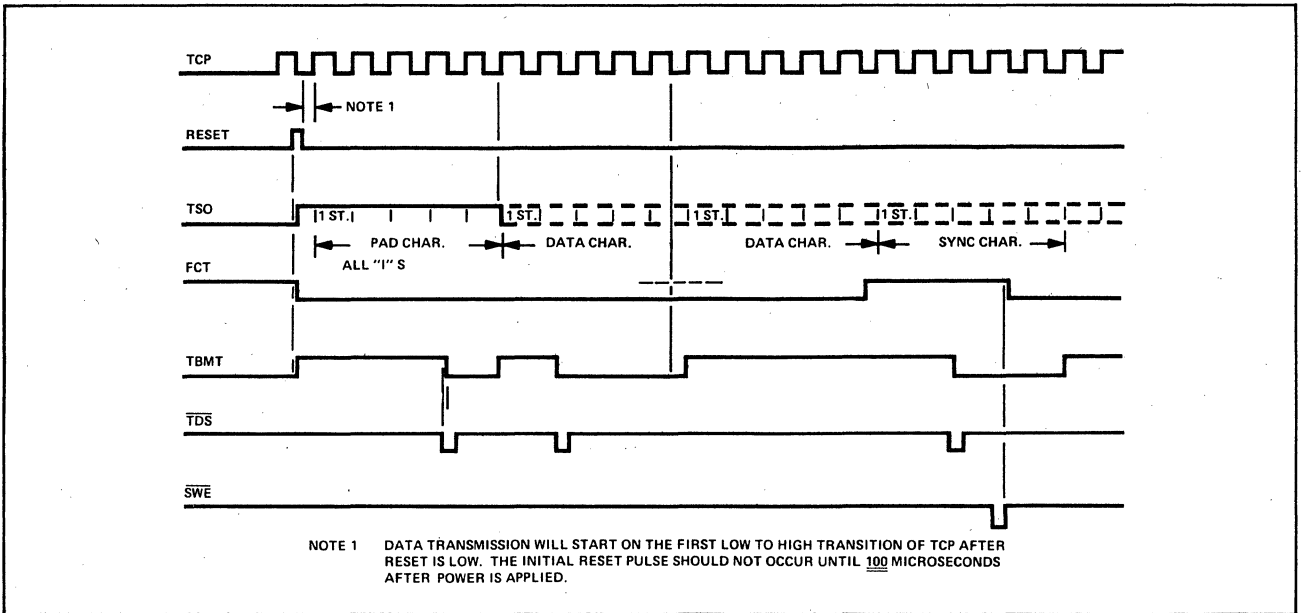 TCP
NOTE 1
RESET
TSO
1 ST. 1 ST. 1 ST. 1 ST.
PAD CHAR. DATA CHAR. DATA CHAR. SYNC CHAR.
ALL "I" S
FCT
TBMT
TDS
SWE
NOTE 1 DATA TRANSMISSION WILL START ON THE FIRST LOW TO HIGH TRANSITION OF TCP AFTER
RESET IS LOW. THE INITIAL RESET PULSE SHOULD NOT OCCUR UNTIL 100 MICROSECONDS
AFTER POWER IS APPLIED.